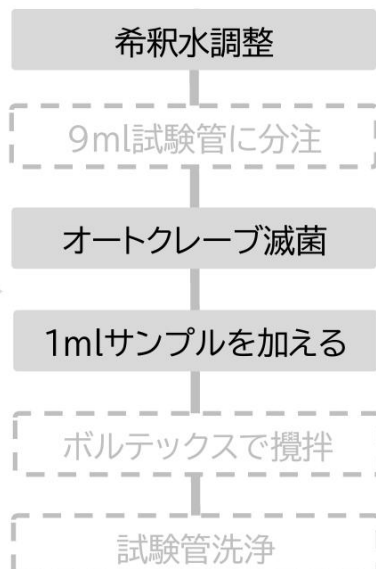 希釈水調整
9ml試験管に分注
オートクレーブ滅菌
1mlサンプルを加える
ボルテックスで攪拌
試験管洗浄